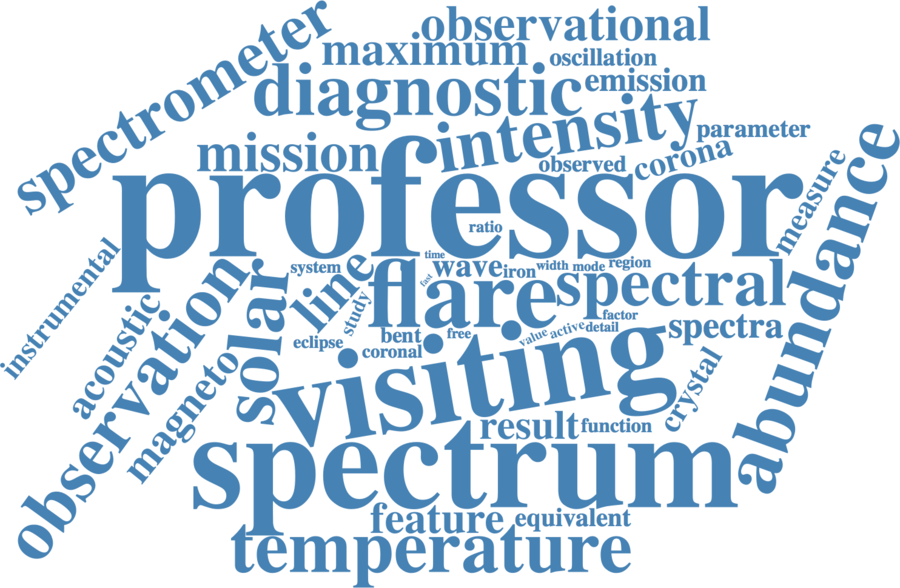 observational
spectrometer
maximum
oscillation
diagnostic
emission
intensity
parameter
mission
observed
corona
professor
measure
abundance
ratio
instrumental
system
time
wave
iron
width
mode
region
fast
line
flare
spectral
observation
solar
study
factor
acoustic
bent
free
value
active
detail
spectra
eclipse
coronal
magneto
visiting
crystal
result
function
spectrum
feature
equivalent
temperature